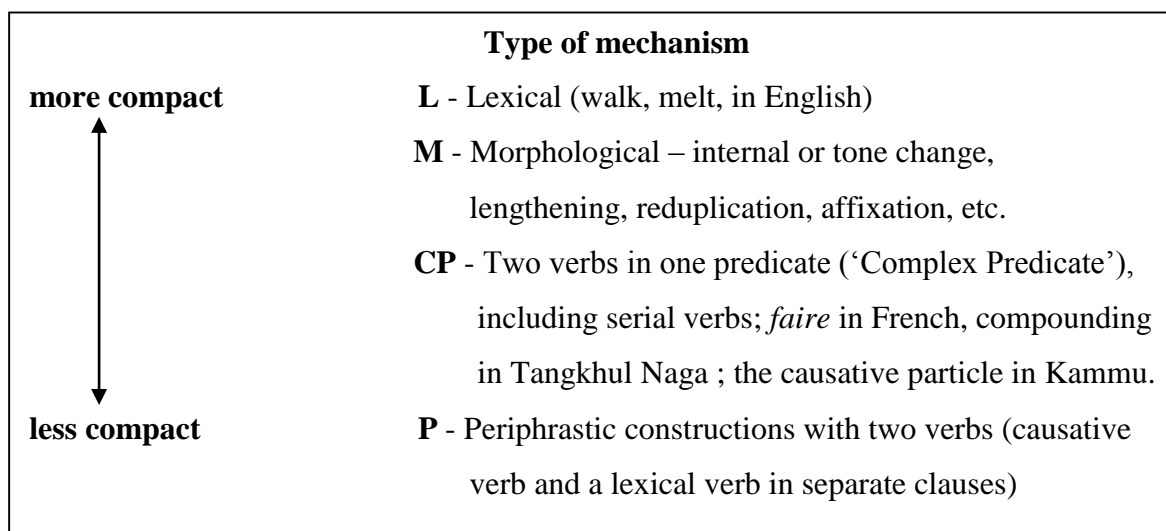 Type of mechanism
more compact L - Lexical (walk, melt, in English)
M - Morphological – internal or tone change,
lengthening, reduplication, affixation, etc.
CP - Two verbs in one predicate (‘Complex Predicate’),
including serial verbs; faire in French, compounding
in Tangkhul Naga ; the causative particle in Kammu.
less compact P - Periphrastic constructions with two verbs (causative
verb and a lexical verb in separate clauses)